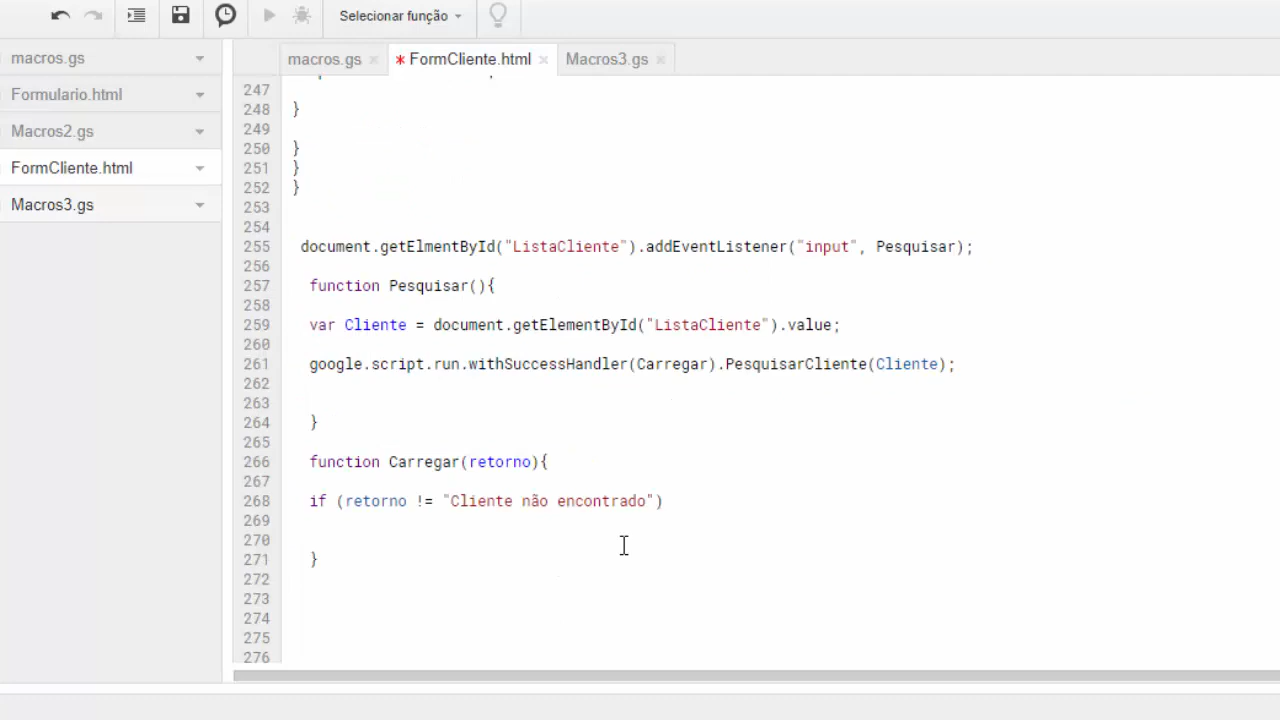 Selecionar função
macros.gs
Formulario.html
Macros2.gs
FormCliente.html
Macros3.gs
macros.gs × * FormCliente.html × Macros3.gs ×
247
248 }
249
250 }
251 }
252 }
253
254
255 document.getElmentById("ListaCliente").addEventListener("input", Pesquisar);
256
257 function Pesquisar(){
258
259 var Cliente = document.getElementById("ListaCliente").value;
260
261 google.script.run.withSuccessHandler(Carregar).PesquisarCliente(Cliente);
262
263
264 }
265
266 function Carregar(retorno){
267
268 if (retorno != "Cliente não encontrado")
269
270
271 }
272
273
274
275
276